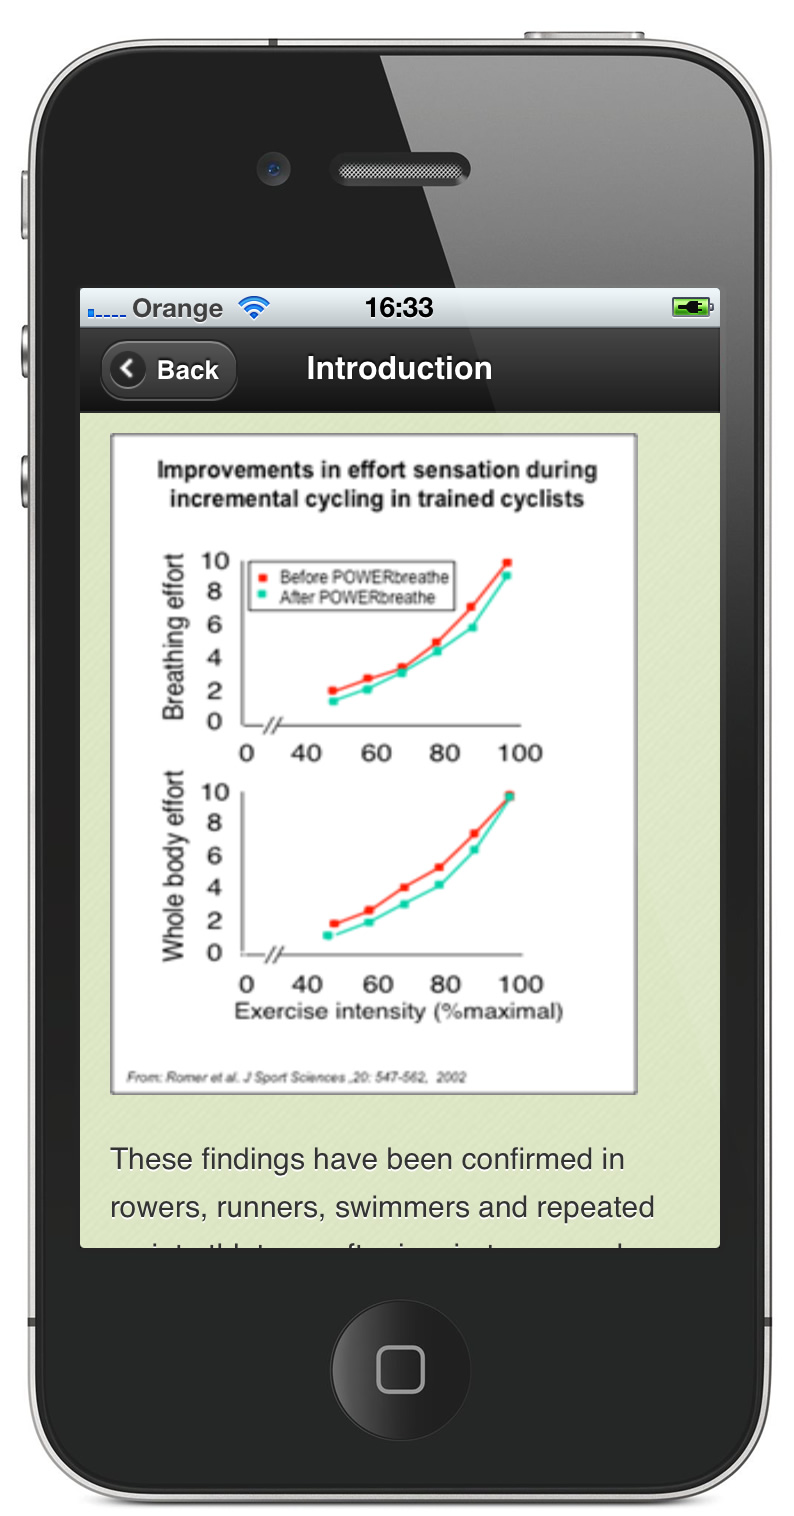 Orange 16:33
Back Introduction
Improvements in effort sensation during
incremental cycling in trained cyclists
Breathing effort
10
8
6
4
2
0
Before POWERbreathe
After POWERbreathe
0 40 60 80 100
Whole body effort
10
8
6
4
2
0
0 40 60 80 100
Exercise intensity (%maximal)
From: Romer et al. J Sport Sciences ,20: 547-562, 2002
These findings have been confirmed in
rowers, runners, swimmers and repeated